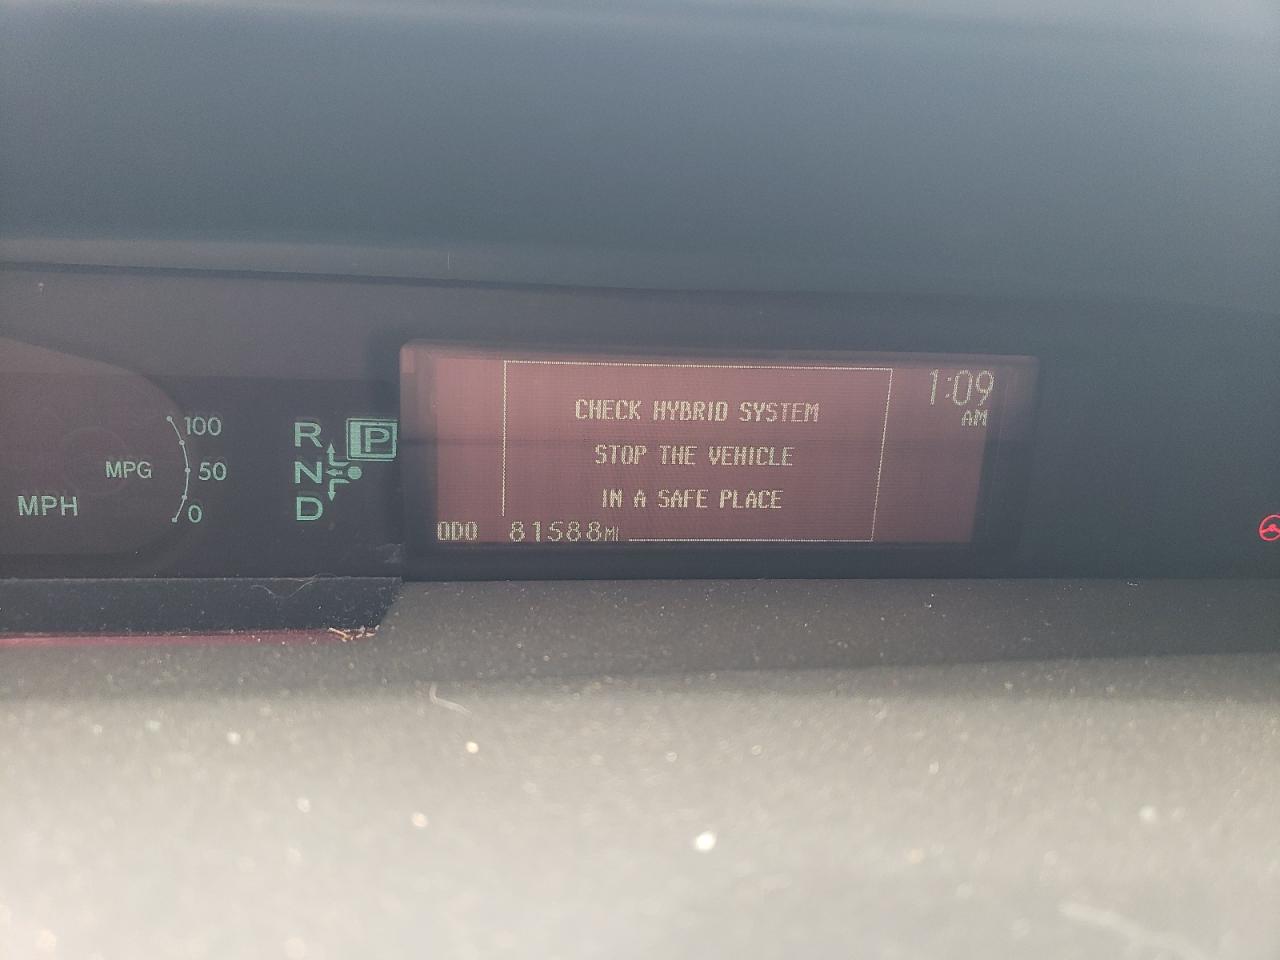 100
MPG 50
MPH 0
R P
N
D
CHECK HYBRID SYSTEM
STOP THE VEHICLE
IN A SAFE PLACE
1:09
AM
ODO 81588MI